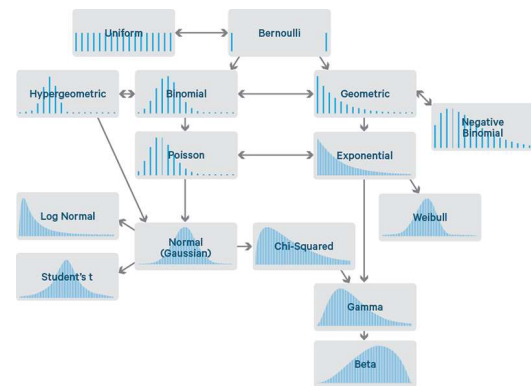 Uniform
Bernoulli
Hypergeometric
Binomial
Geometric
Negative
Binomial
Poisson
Exponential
Weibull
Log Normal
Normal
(Gaussian)
Chi-Squared
Student's t
Gamma
Beta